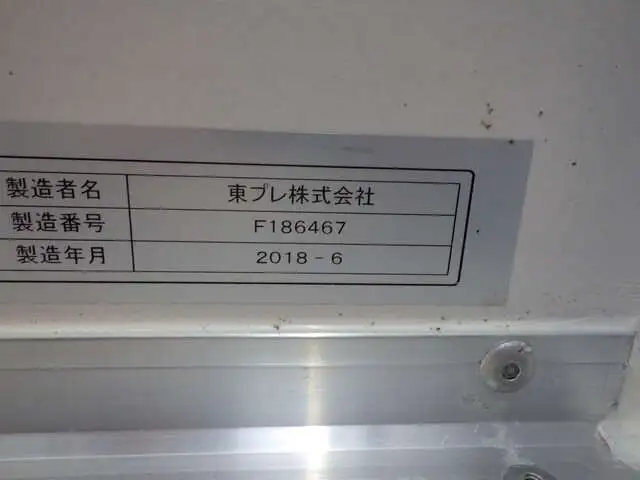 製造者名 東プレ株式会社
製造番号 F186467
製造年月 2018-6